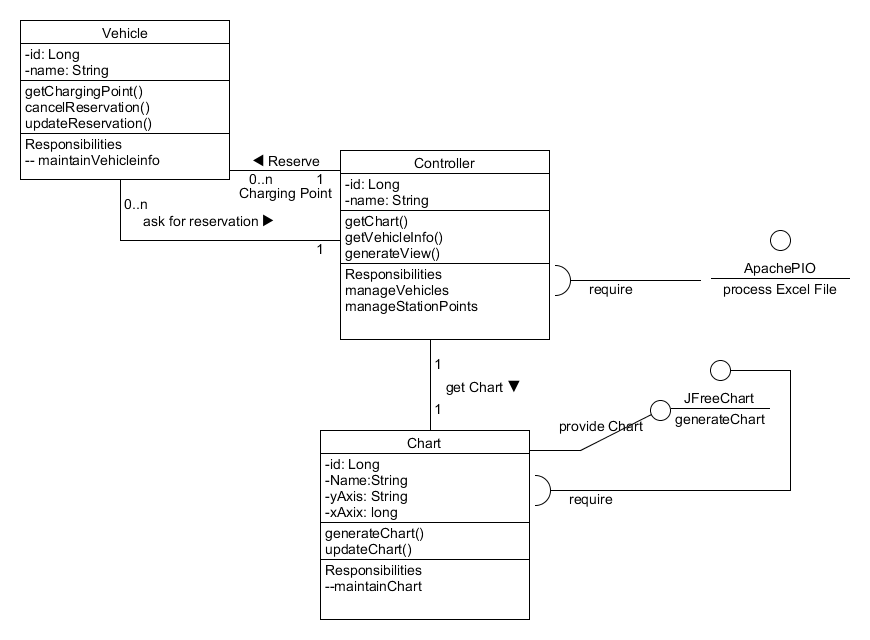 Vehicle
-id: Long
-name: String
getChargingPoint()
cancelReservation()
updateReservation()
Responsibilities
-- maintainVehicleinfo
◀ Reserve
0..n 1
Charging Point
0..n
ask for reservation ▶
1
Controller
-id: Long
-name: String
getChart()
getVehicleInfo()
generateView()
Responsibilities
manageVehicles
manageStationPoints
require
ApachePIO
process Excel File
1
get Chart ▼
1
JFreeChart
generateChart
provide Chart
require
Chart
-id: Long
-Name:String
-yAxis: String
-xAxix: long
generateChart()
updateChart()
Responsibilities
--maintainChart